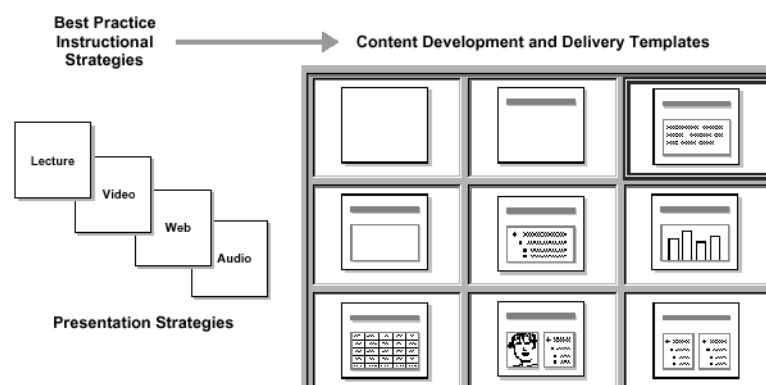 Best Practice
Instructional
Strategies
Content Development and Delivery Templates
Lecture
Video
Web
Audio
Presentation Strategies